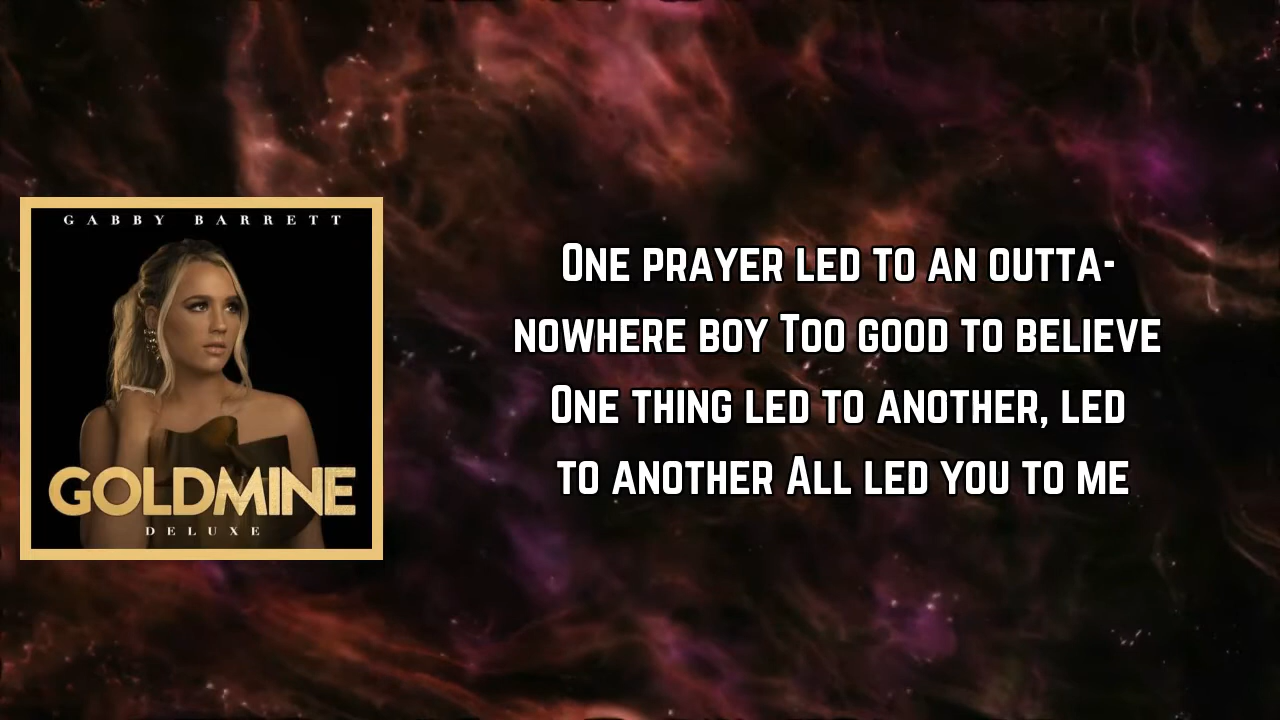 GABBY BARRETT
GOLDMINE
DELUXE
One prayer led to an outta-
nowhere boy Too good to believe
One thing led to another, led
to another All led you to me